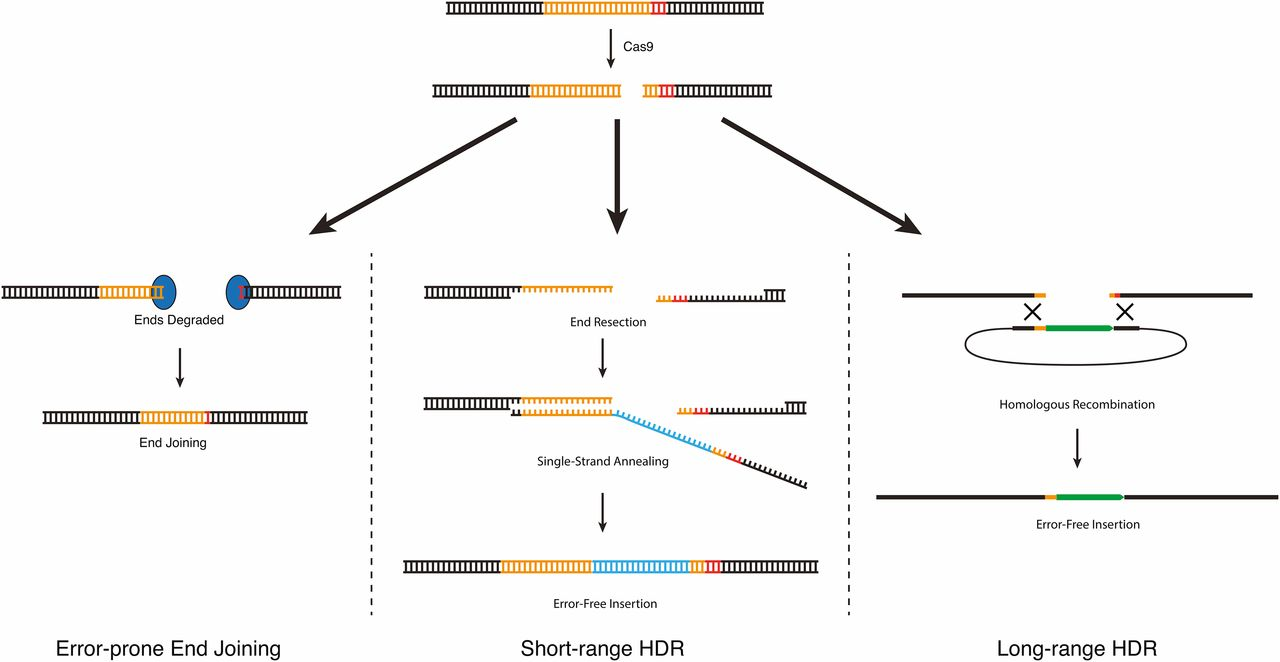 Cas9
Ends Degraded
End Joining
Error-prone End Joining
End Resection
Single-Strand Annealing
Error-Free Insertion
Short-range HDR
Homologous Recombination
Error-Free Insertion
Long-range HDR